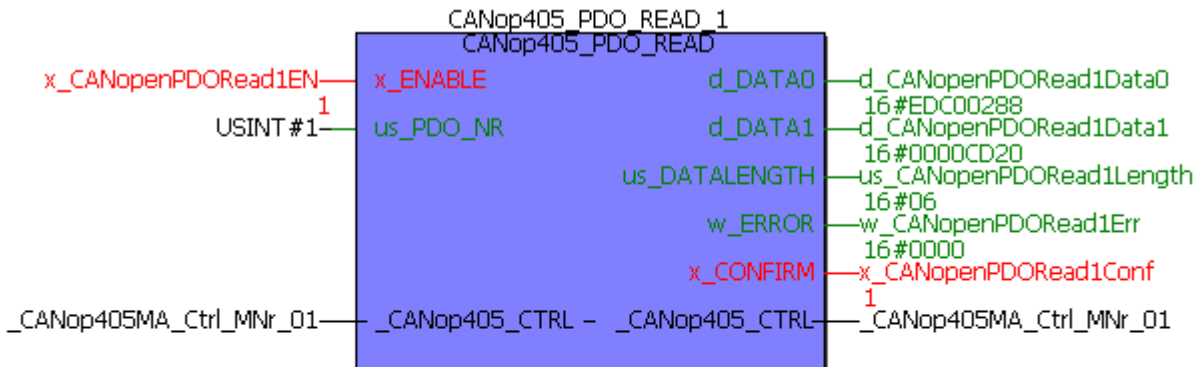 CANop405_PDO_READ_1
CANop405_PDO_READ
x_CANopenPDORead1EN x_ENABLE d_DATA0 d_CANopenPDORead1Data0
1 16#EDC00288
USINT#1 us_PDO_NR d_DATA1 d_CANopenPDORead1Data1
16#0000CD20
us_DATALENGTH us_CANopenPDORead1Length
16#06
w_ERROR w_CANopenPDORead1Err
16#0000
x_CONFIRM x_CANopenPDORead1Conf
1
_CANop405MA_Ctrl_MNr_01 _CANop405_CTRL – _CANop405_CTRL _CANop405MA_Ctrl_MNr_01